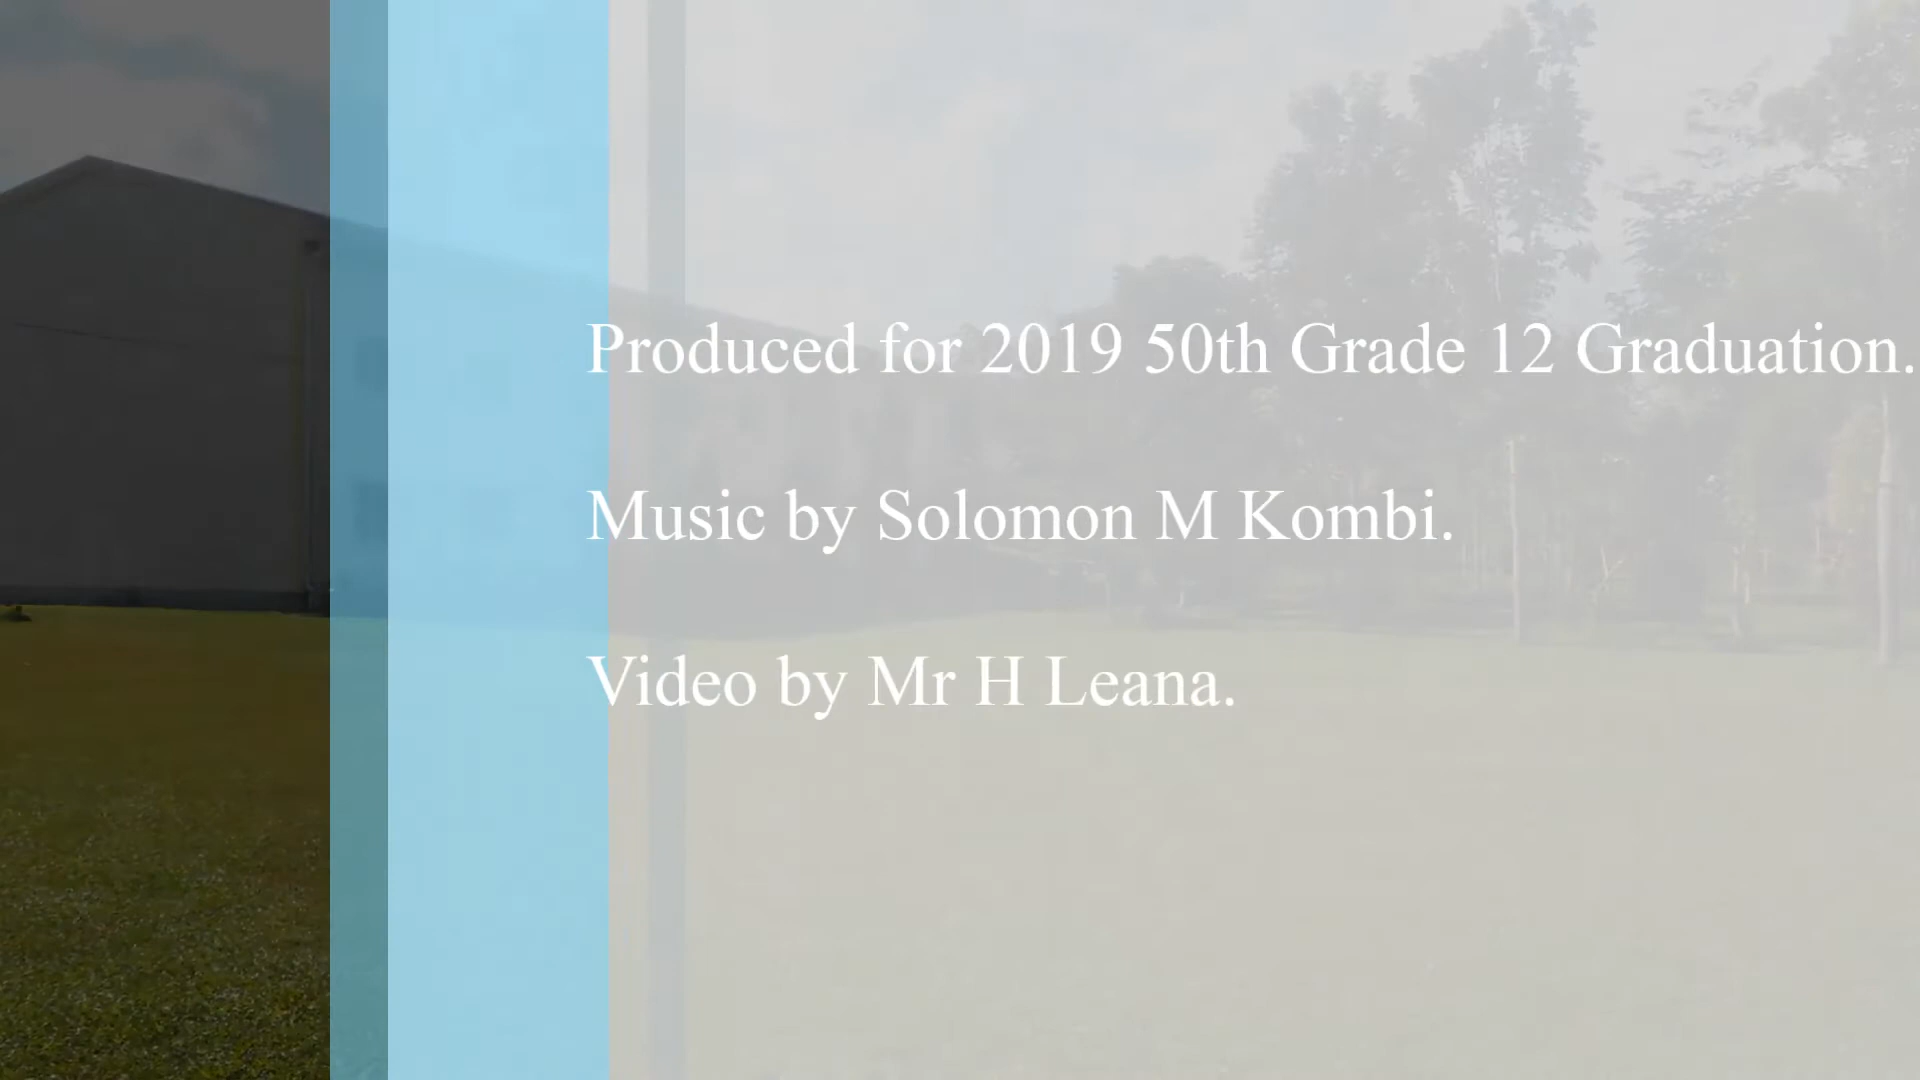 Produced for 2019 50th Grade 12 Graduation.
Music by Solomon M Kombi.
Video by Mr H Leana.